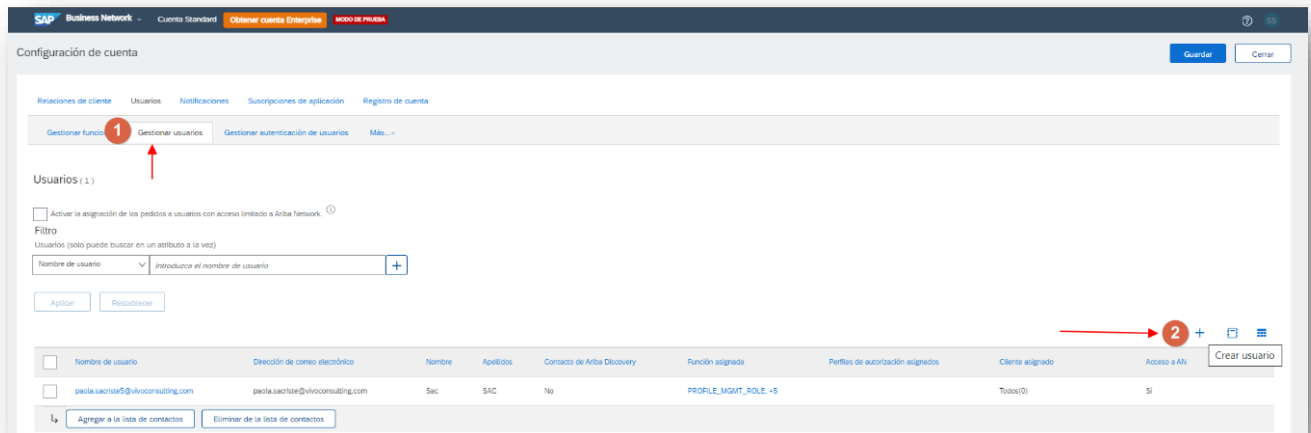 SAP Business Network Cuenta Standard Obtener cuenta Enterprise MODO DE PRUEBA SS
Configuración de cuenta Guardar Cerrar
Relaciones de cliente Usuarios Notificaciones Suscripciones de aplicación Registro de cuenta
Gestionar funcio 1 Gestionar usuarios Gestionar autenticación de usuarios Más...
Usuarios (1)
Activar la asignación de los pedidos a usuarios con acceso limitado a Ariba Network.
Filtro
Usuarios (solo puede buscar en un atributo a la vez)
Nombre de usuario Introduzca el nombre de usuario +
Aplicar Restablecer
2 +
Crear usuario
Nombre de usuario Dirección de correo electrónico Nombre Apellidos Contacto de Ariba Discovery Función asignada Perfiles de autorización asignados Cliente asignado Acceso a AN
paola.sacriste5@vivoconsulting.com paola.sacriste@vivoconsulting.com Sac SAC No PROFILE_MGMT_ROLE, +5 Todos(0) Sí
Agregar a la lista de contactos Eliminar de la lista de contactos